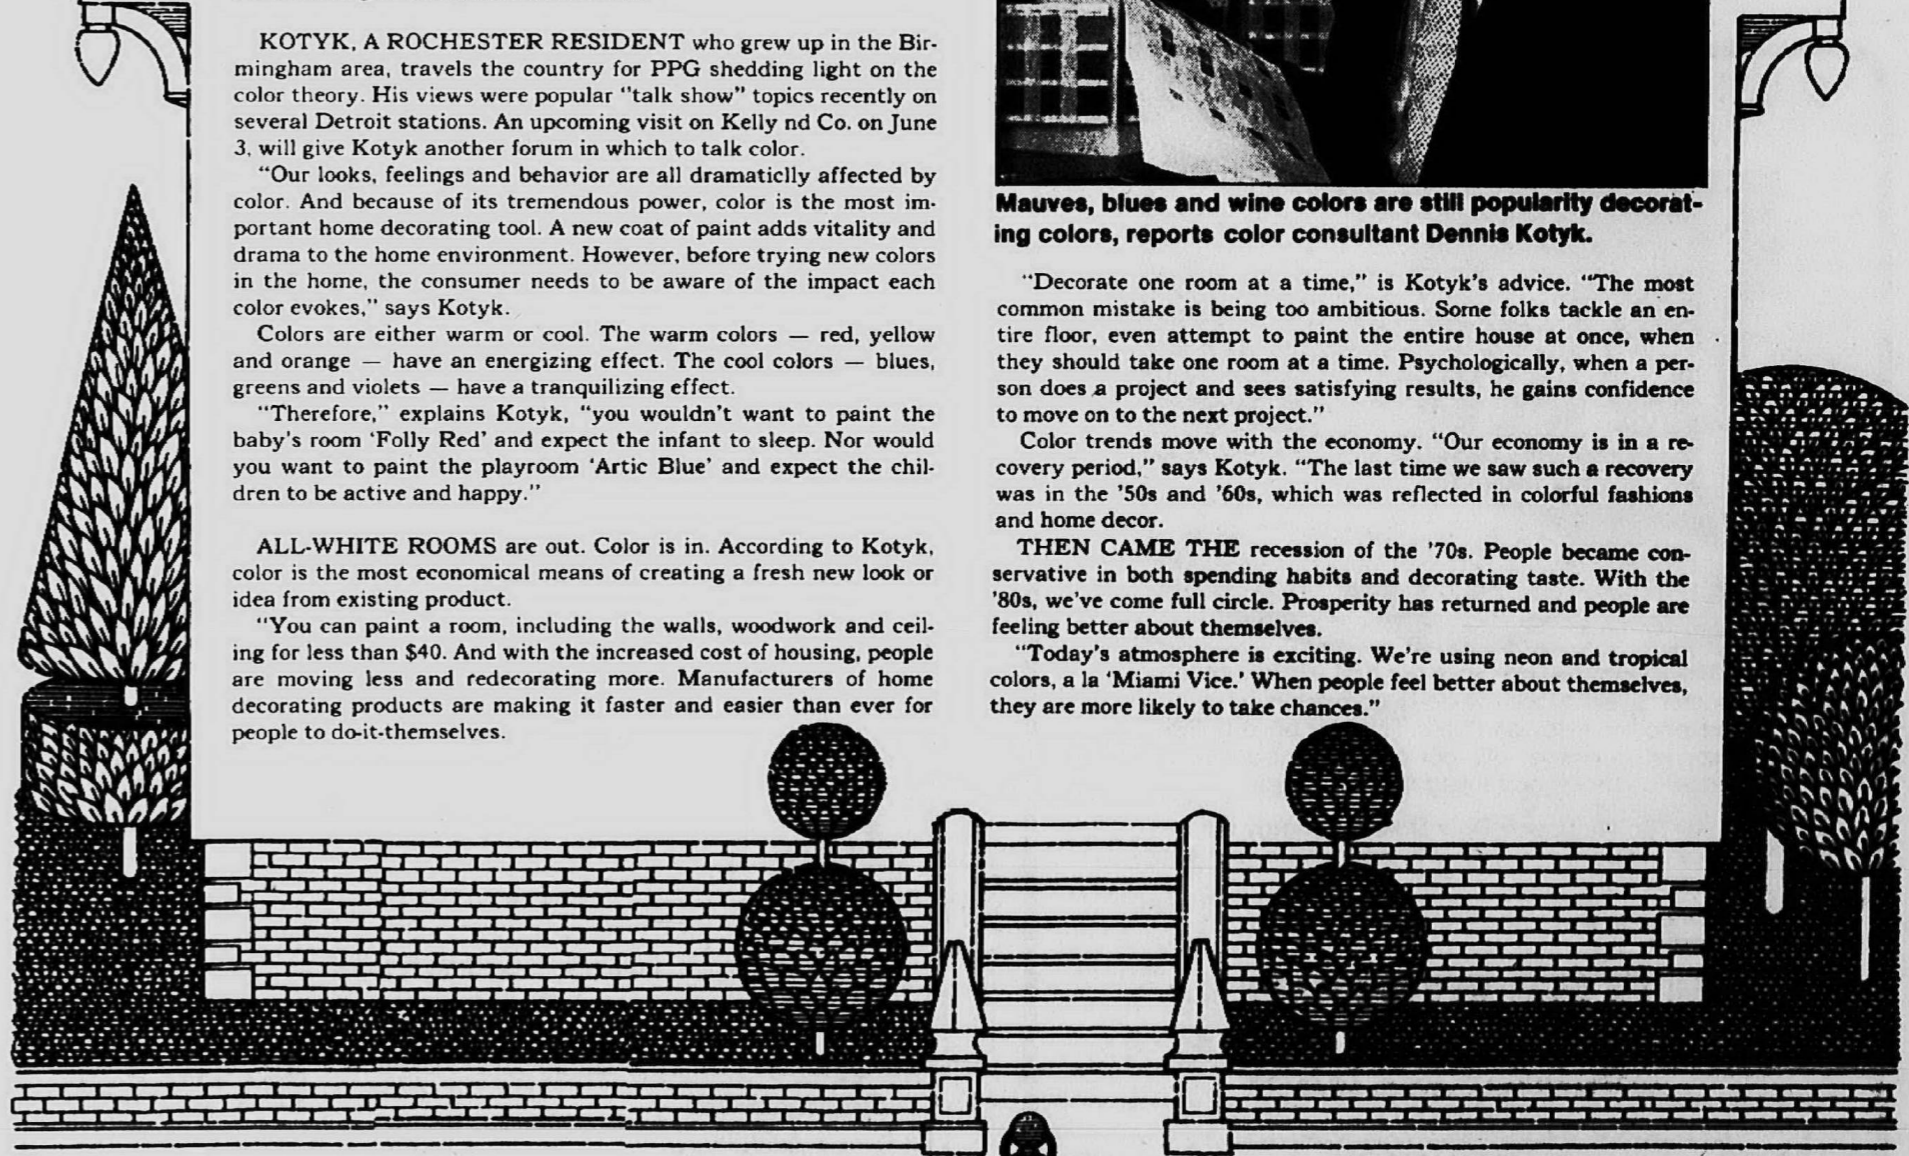 KOTYK, A ROCHESTER RESIDENT who grew up in the Bir-
mingham area, travels the country for PPG shedding light on the
color theory. His views were popular "talk show" topics recently on
several Detroit stations. An upcoming visit on Kelly nd Co. on June
3, will give Kotyk another forum in which to talk color.
"Our looks, feelings and behavior are all dramaticlly affected by
color. And because of its tremendous power, color is the most im-
portant home decorating tool. A new coat of paint adds vitality and
drama to the home environment. However, before trying new colors
in the home, the consumer needs to be aware of the impact each
color evokes," says Kotyk.
Colors are either warm or cool. The warm colors — red, yellow
and orange — have an energizing effect. The cool colors — blues,
greens and violets — have a tranquilizing effect.
"Therefore," explains Kotyk, "you wouldn't want to paint the
baby's room 'Folly Red' and expect the infant to sleep. Nor would
you want to paint the playroom 'Artic Blue' and expect the chil-
dren to be active and happy."
ALL-WHITE ROOMS are out. Color is in. According to Kotyk,
color is the most economical means of creating a fresh new look or
idea from existing product.
"You can paint a room, including the walls, woodwork and ceil-
ing for less than $40. And with the increased cost of housing, people
are moving less and redecorating more. Manufacturers of home
decorating products are making it faster and easier than ever for
people to do-it-themselves.
Mauves, blues and wine colors are still popularity decorat-
ing colors, reports color consultant Dennis Kotyk.
"Decorate one room at a time," is Kotyk's advice. "The most
common mistake is being too ambitious. Some folks tackle an en-
tire floor, even attempt to paint the entire house at once, when
they should take one room at a time. Psychologically, when a per-
son does a project and sees satisfying results, he gains confidence
to move on to the next project."
Color trends move with the economy. "Our economy is in a re-
covery period," says Kotyk. "The last time we saw such a recovery
was in the '50s and '60s, which was reflected in colorful fashions
and home decor.
THEN CAME THE recession of the '70s. People became con-
servative in both spending habits and decorating taste. With the
'80s, we've come full circle. Prosperity has returned and people are
feeling better about themselves.
"Today's atmosphere is exciting. We're using neon and tropical
colors, a la 'Miami Vice.' When people feel better about themselves,
they are more likely to take chances."